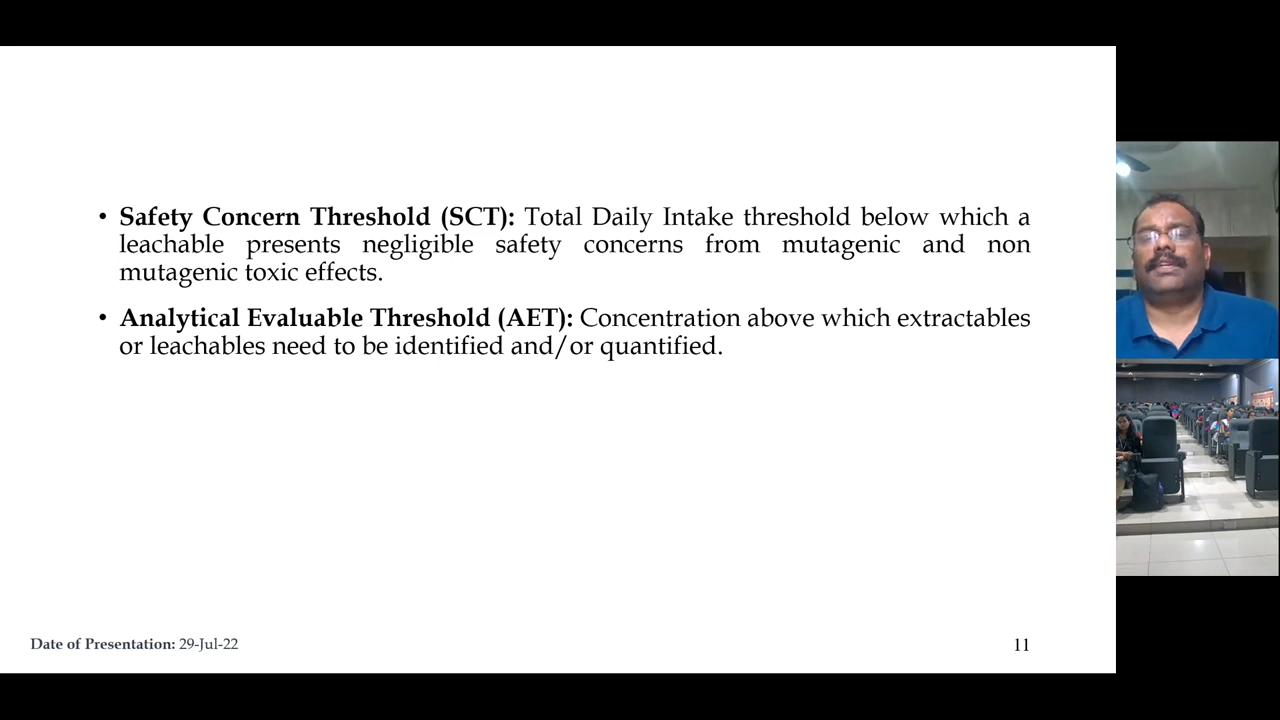 • Safety Concern Threshold (SCT): Total Daily Intake threshold below which a
leachable presents negligible safety concerns from mutagenic and non
mutagenic toxic effects.
• Analytical Evaluable Threshold (AET): Concentration above which extractables
or leachables need to be identified and/or quantified.
Date of Presentation: 29-Jul-22
11